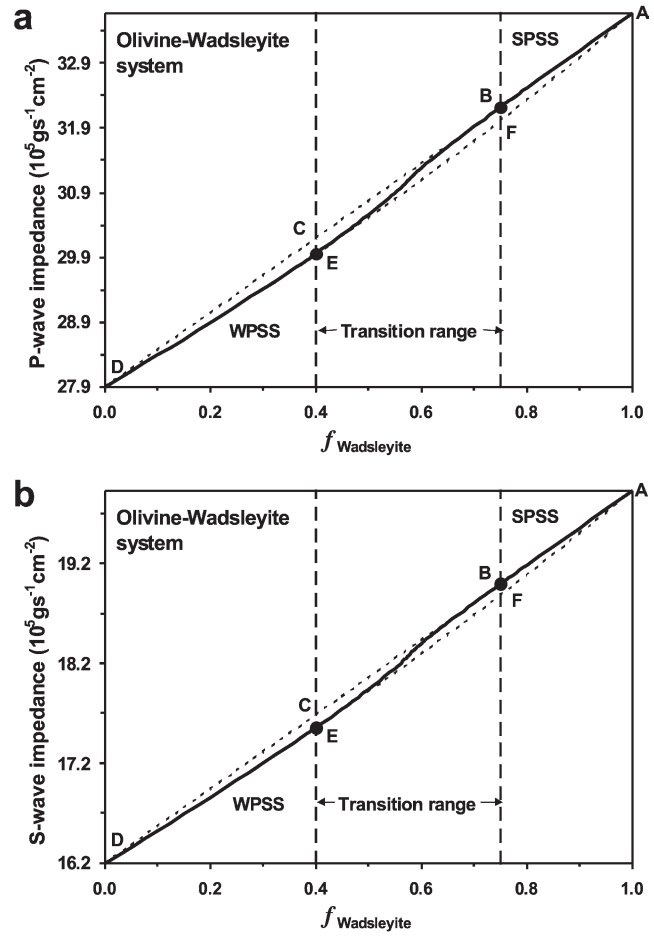 a
Olivine-Wadsleyite
system
SPSS
A
B
F
C
E
D
WPSS
Transition range
P-wave impedance (10⁵gs⁻¹cm⁻²)
32.9
31.9
30.9
29.9
28.9
27.9
0.0 0.2 0.4 0.6 0.8 1.0
f Wadsleyite
b
Olivine-Wadsleyite
system
SPSS
A
B
F
C
E
D
WPSS
Transition range
S-wave impedance (10⁵gs⁻¹cm⁻²)
19.2
18.2
17.2
16.2
0.0 0.2 0.4 0.6 0.8 1.0
f Wadsleyite